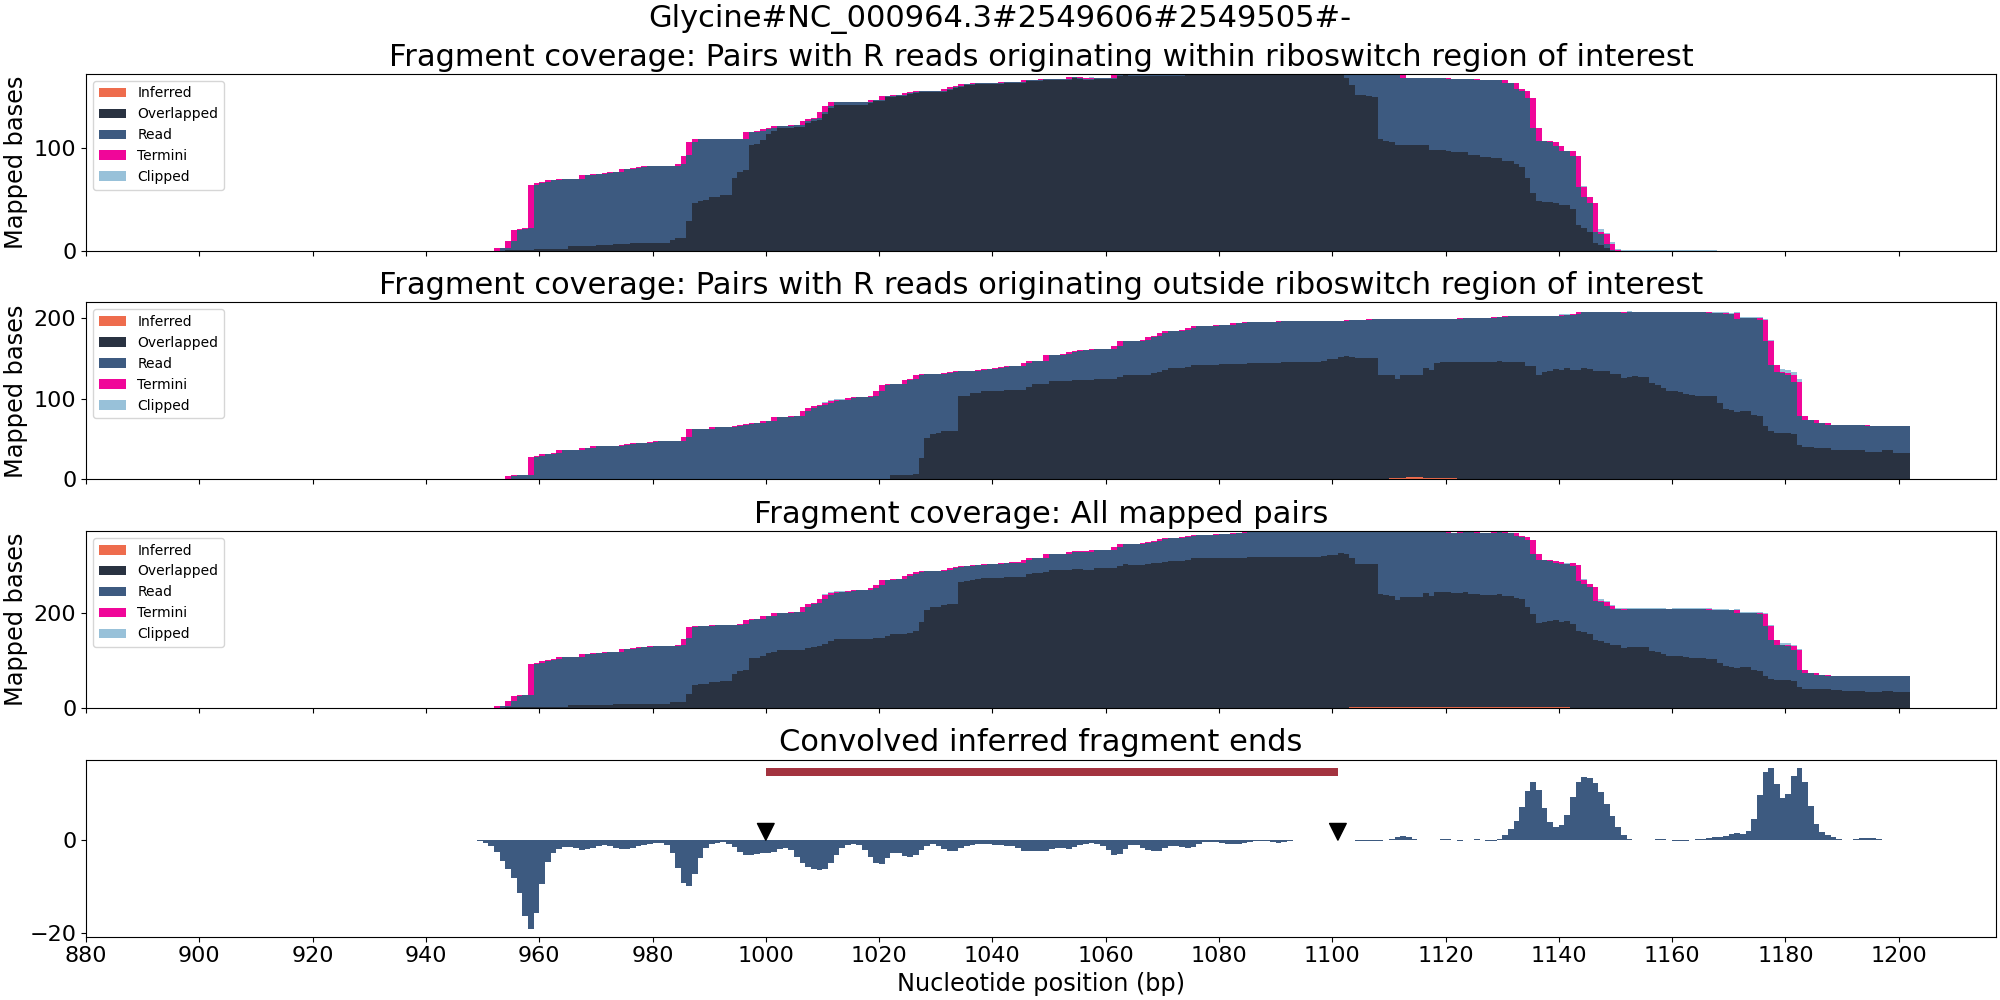 Glycine#NC_000964.3#2549606#2549505#-
Fragment coverage: Pairs with R reads originating within riboswitch region of interest
Mapped bases
100
0
Inferred
Overlapped
Read
Termini
Clipped
Fragment coverage: Pairs with R reads originating outside riboswitch region of interest
Mapped bases
200
100
0
Inferred
Overlapped
Read
Termini
Clipped
Fragment coverage: All mapped pairs
Mapped bases
200
0
Inferred
Overlapped
Read
Termini
Clipped
Convolved inferred fragment ends
0
−20
880 900 920 940 960 980 1000 1020 1040 1060 1080 1100 1120 1140 1160 1180 1200
Nucleotide position (bp)